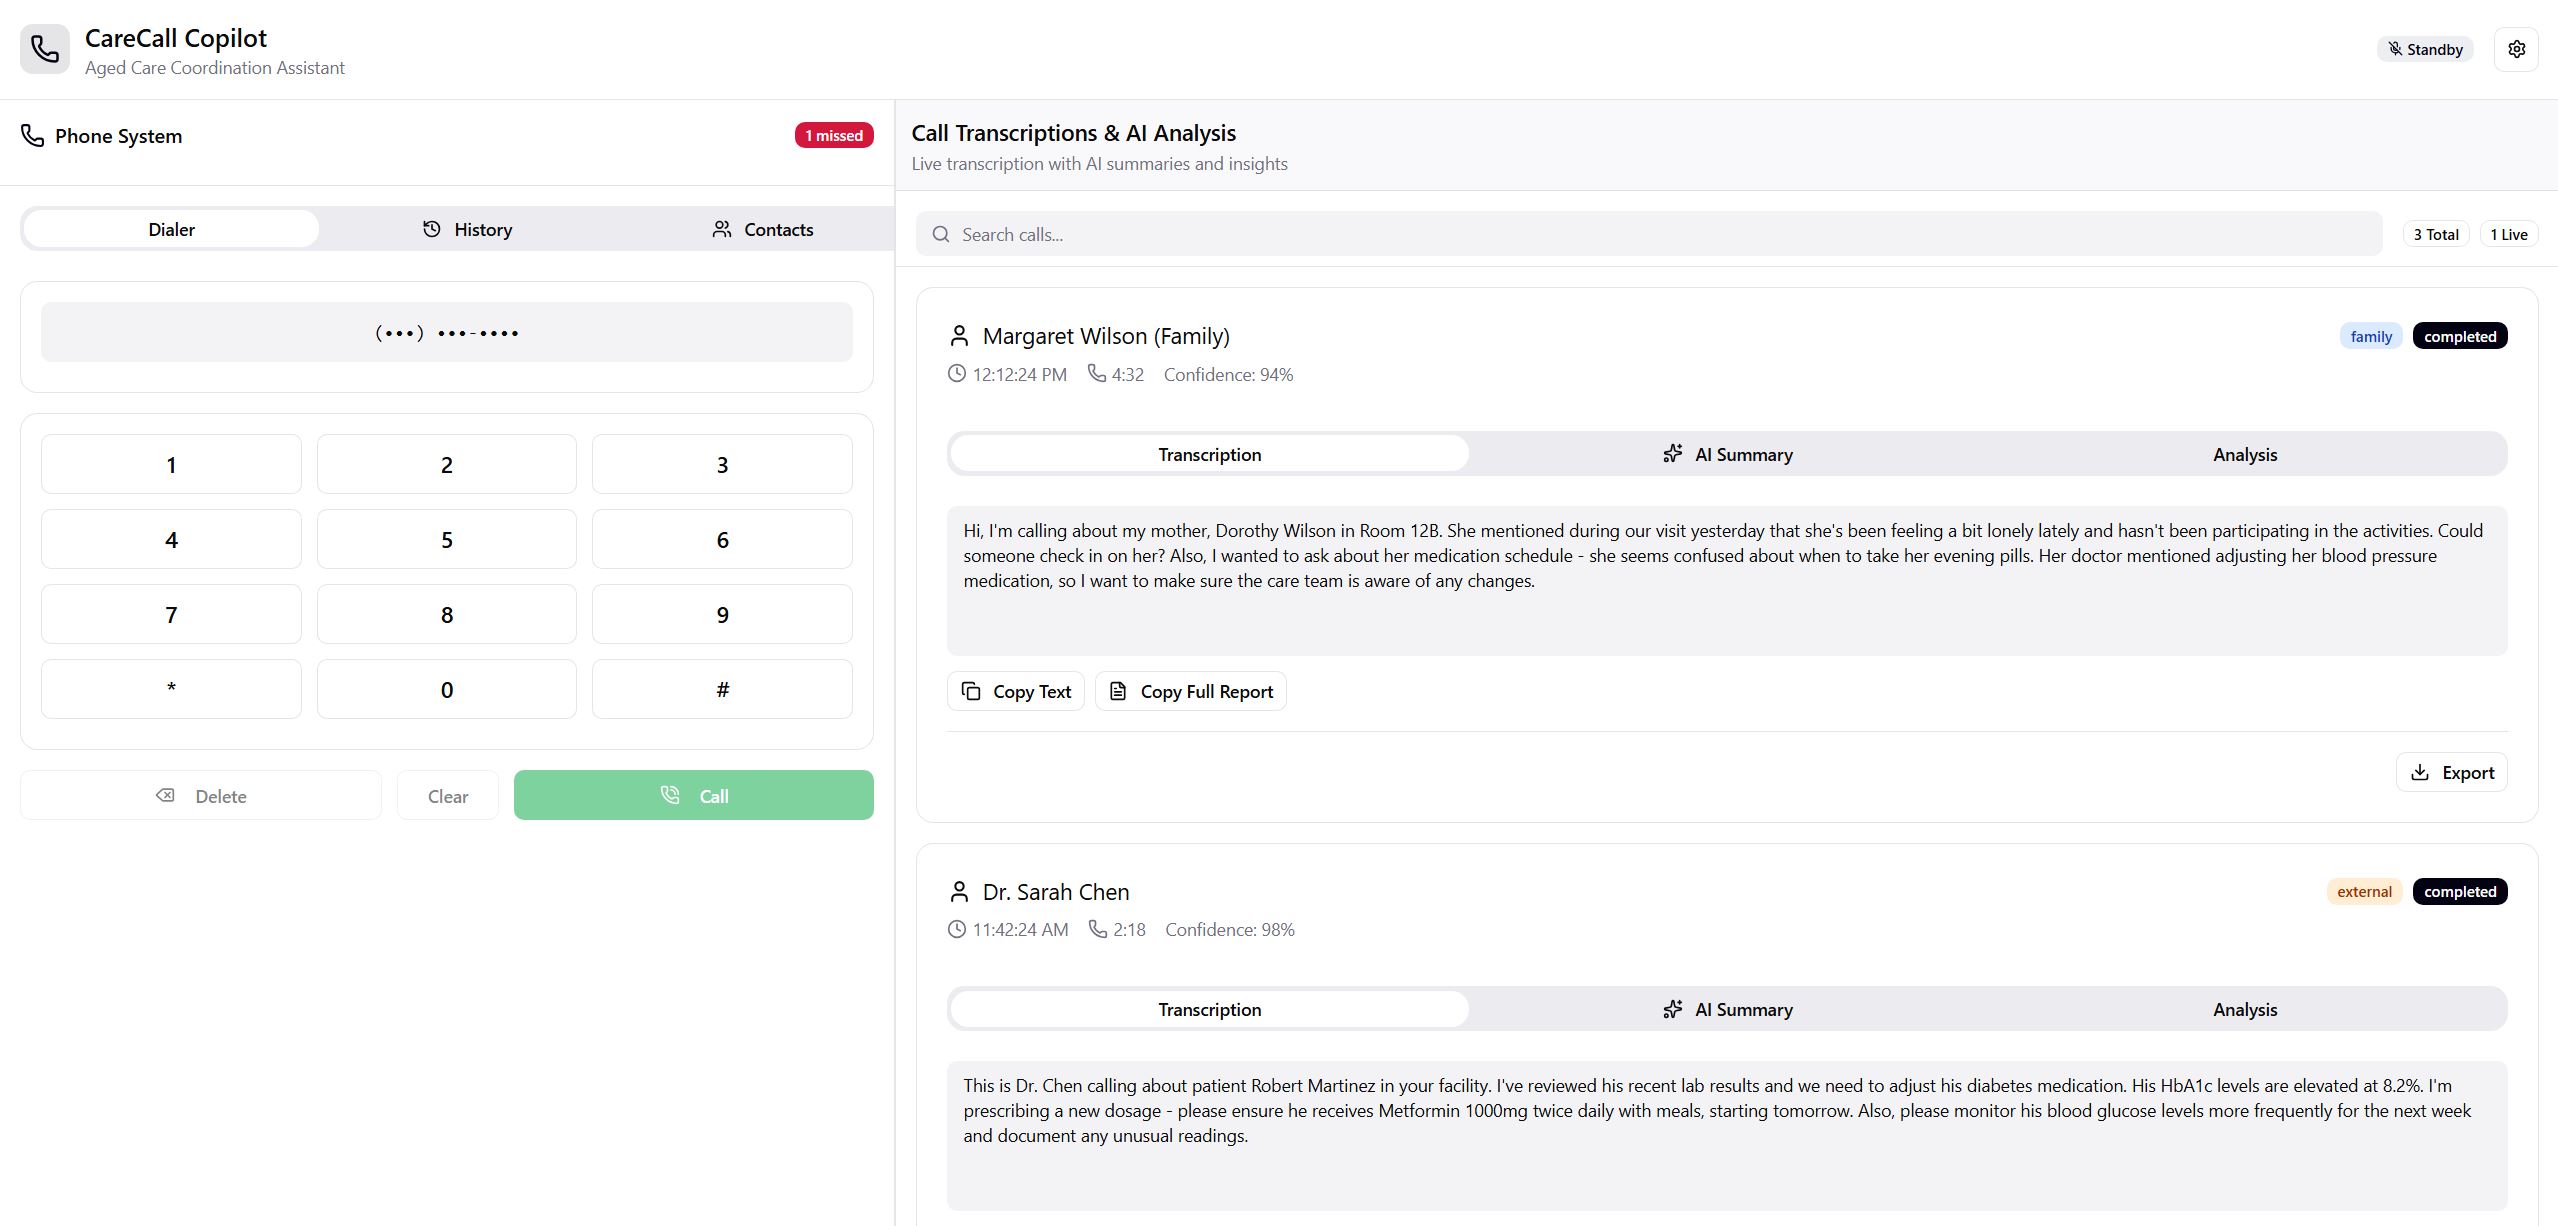 CareCall Copilot
Aged Care Coordination Assistant
Standby
Phone System
1 missed
Dialer
History
Contacts
(•••) •••-••••
1
2
3
4
5
6
7
8
9
*
0
#
Delete
Clear
Call
Call Transcriptions & AI Analysis
Live transcription with AI summaries and insights
Search calls...
3 Total
1 Live
Margaret Wilson (Family)
family
completed
12:12:24 PM
4:32
Confidence: 94%
Transcription
AI Summary
Analysis
Hi, I'm calling about my mother, Dorothy Wilson in Room 12B. She mentioned during our visit yesterday that she's been feeling a bit lonely lately and hasn't been participating in the activities. Could
someone check in on her? Also, I wanted to ask about her medication schedule - she seems confused about when to take her evening pills. Her doctor mentioned adjusting her blood pressure
medication, so I want to make sure the care team is aware of any changes.
Copy Text
Copy Full Report
Export
Dr. Sarah Chen
external
completed
11:42:24 AM
2:18
Confidence: 98%
Transcription
AI Summary
Analysis
This is Dr. Chen calling about patient Robert Martinez in your facility. I've reviewed his recent lab results and we need to adjust his diabetes medication. His HbA1c levels are elevated at 8.2%. I'm
prescribing a new dosage - please ensure he receives Metformin 1000mg twice daily with meals, starting tomorrow. Also, please monitor his blood glucose levels more frequently for the next week
and document any unusual readings.